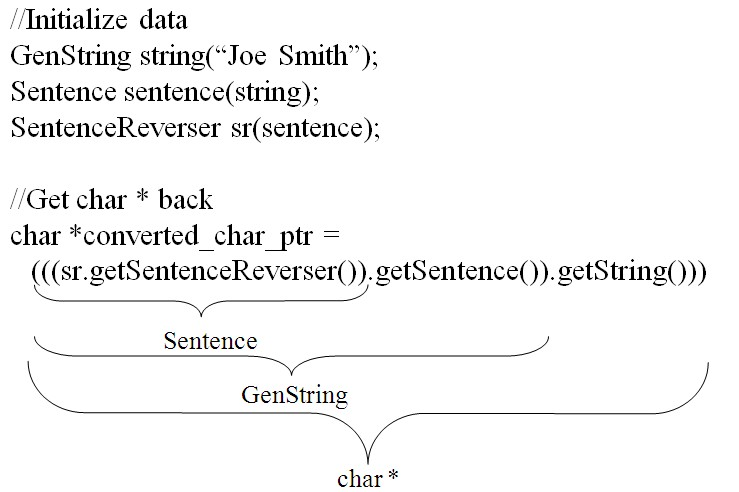 //Initialize data
GenString string(“Joe Smith”);
Sentence sentence(string);
SentenceReverser sr(sentence);
//Get char * back
char *converted_char_ptr =
(((sr.getSentenceReverser()).getSentence()).getString()))
Sentence
GenString
char *